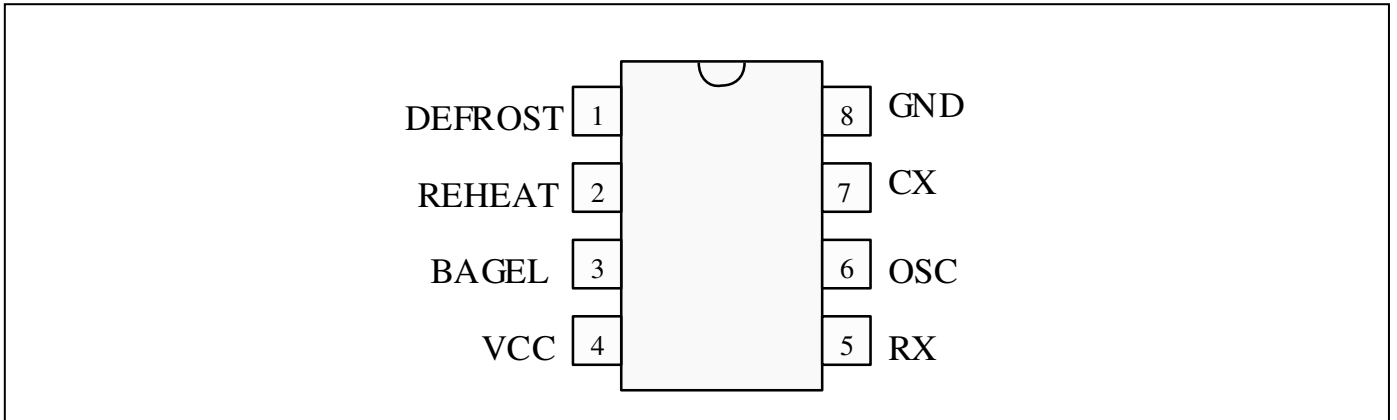 DEFROST 1 8 GND
REHEAT 2 7 CX
BAGEL 3 6 OSC
VCC 4 5 RX